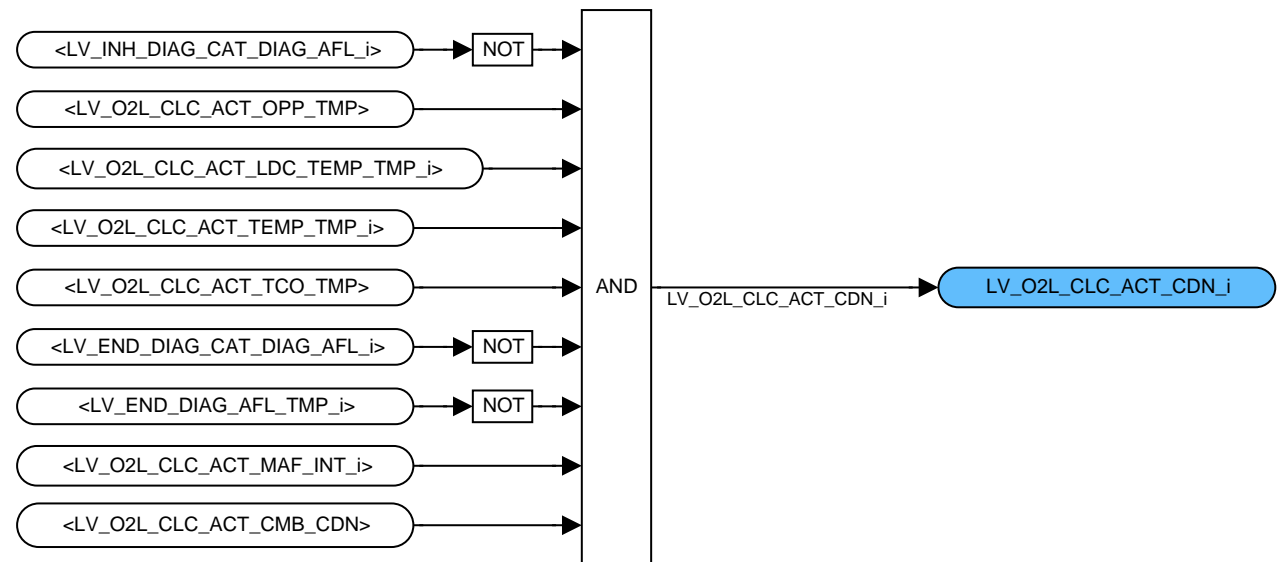 <LV_INH_DIAG_CAT_DIAG_AFL_i>
NOT
<LV_O2L_CLC_ACT_OPP_TMP>
<LV_O2L_CLC_ACT_LDC_TEMP_TMP_i>
<LV_O2L_CLC_ACT_TEMP_TMP_i>
<LV_O2L_CLC_ACT_TCO_TMP>
AND
LV_O2L_CLC_ACT_CDN_i
LV_O2L_CLC_ACT_CDN_i
<LV_END_DIAG_CAT_DIAG_AFL_i>
NOT
<LV_END_DIAG_AFL_TMP_i>
NOT
<LV_O2L_CLC_ACT_MAF_INT_i>
<LV_O2L_CLC_ACT_CMB_CDN>